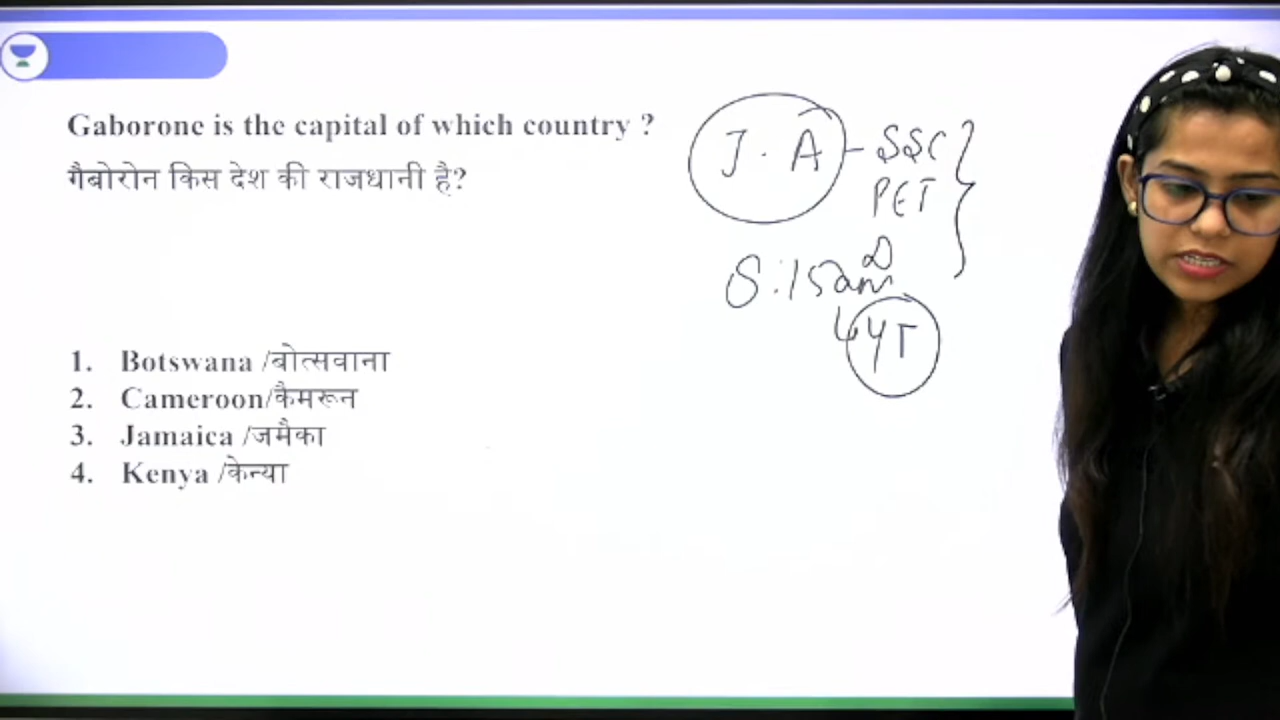 Gaborone is the capital of which country ?
गैबोरोन किस देश की राजधानी है?
1. Botswana /बोत्सवाना
2. Cameroon/कैमरून
3. Jamaica /जमैका
4. Kenya /केन्या
J. A - SSC
PET
8:15am
YT